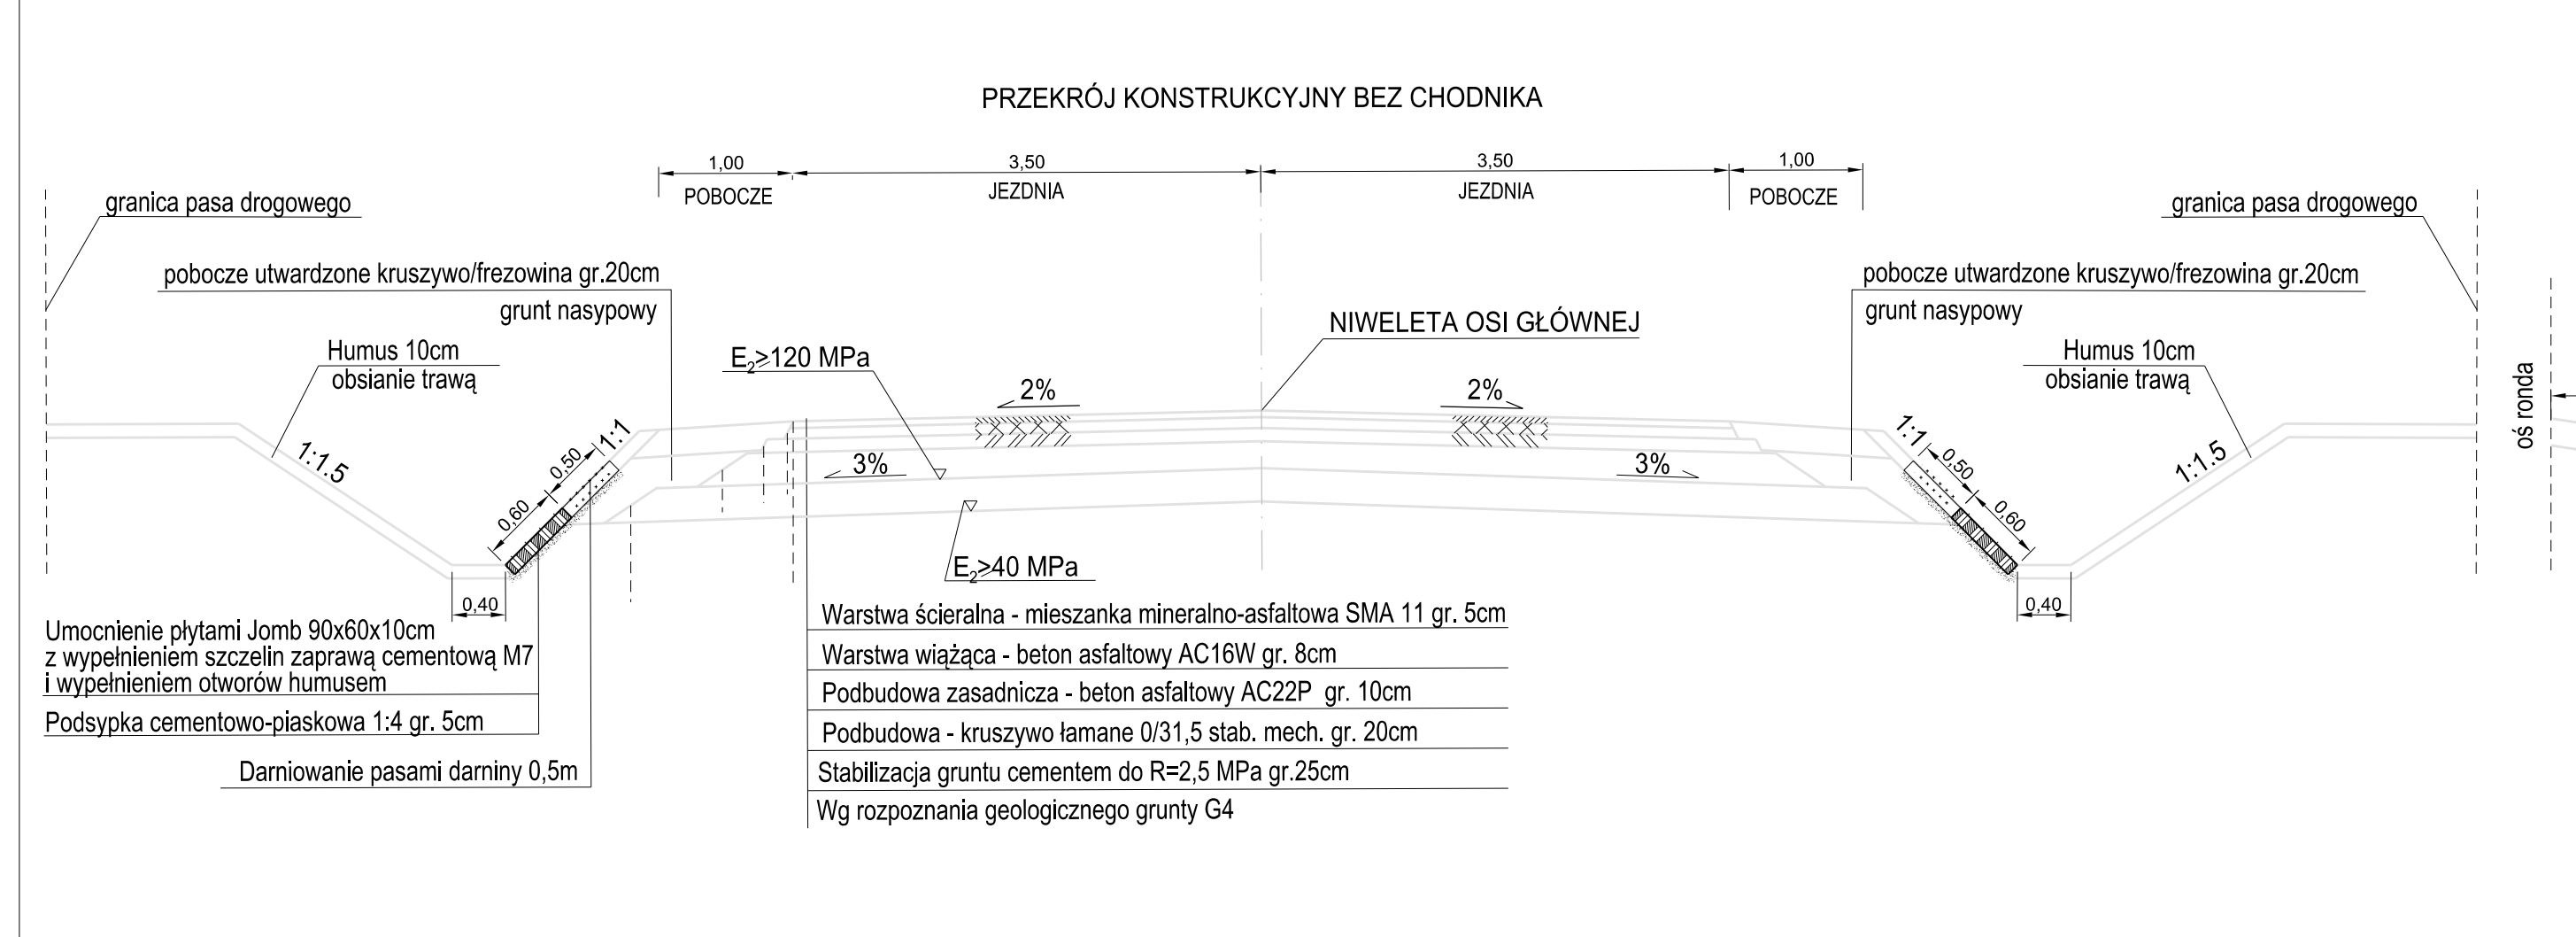 PRZEKRÓJ KONSTRUKCYJNY BEZ CHODNIKA
1,00
3,50
3,50
1,00
POBOCZE
JEZDNIA
JEZDNIA
POBOCZE
granica pasa drogowego
granica pasa drogowego
pobocze utwardzone kruszywo/frezowina gr.20cm
grunt nasypowy
pobocze utwardzone kruszywo/frezowina gr.20cm
grunt nasypowy
NIWELETA OSI GŁÓWNEJ
Humus 10cm
obsianie trawą
E₂>120 MPa
Humus 10cm
obsianie trawą
oś ronda
2%
2%
1:1.5
0,60
0,50
1:1
3%
3%
1:1
0,50
0,60
1:1.5
E₂>40 MPa
0,40
0,40
Umocnienie płytami Jomb 90x60x10cm
z wypełnieniem szczelin zaprawą cementową M7
i wypełnieniem otworów humusem
Podsypka cementowo-piaskowa 1:4 gr. 5cm
Darniowanie pasami darniny 0,5m
Warstwa ścieralna - mieszanka mineralno-asfaltowa SMA 11 gr. 5cm
Warstwa wiążąca - beton asfaltowy AC16W gr. 8cm
Podbudowa zasadnicza - beton asfaltowy AC22P gr. 10cm
Podbudowa - kruszywo łamane 0/31,5 stab. mech. gr. 20cm
Stabilizacja gruntu cementem do R=2,5 MPa gr.25cm
Wg rozpoznania geologicznego grunty G4